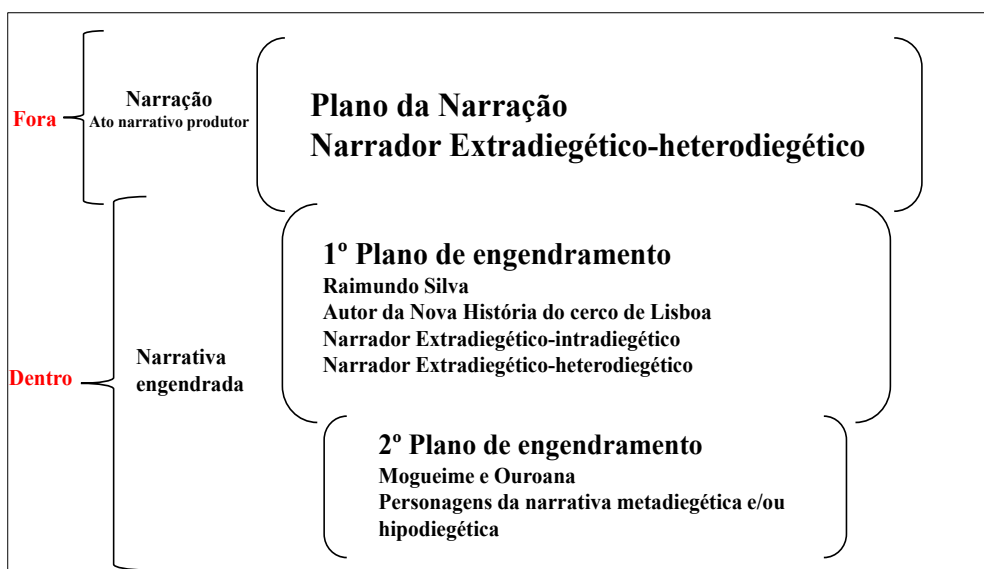 Fora
Narração
Ato narrativo produtor
Plano da Narração
Narrador Extradiegético-heterodiegético
Dentro
Narrativa
engendrada
1º Plano de engendramento
Raimundo Silva
Autor da Nova História do cerco de Lisboa
Narrador Extradiegético-intradiegético
Narrador Extradiegético-heterodiegético
2º Plano de engendramento
Mogueime e Ouroana
Personagens da narrativa metadiegética e/ou
hipodiegética